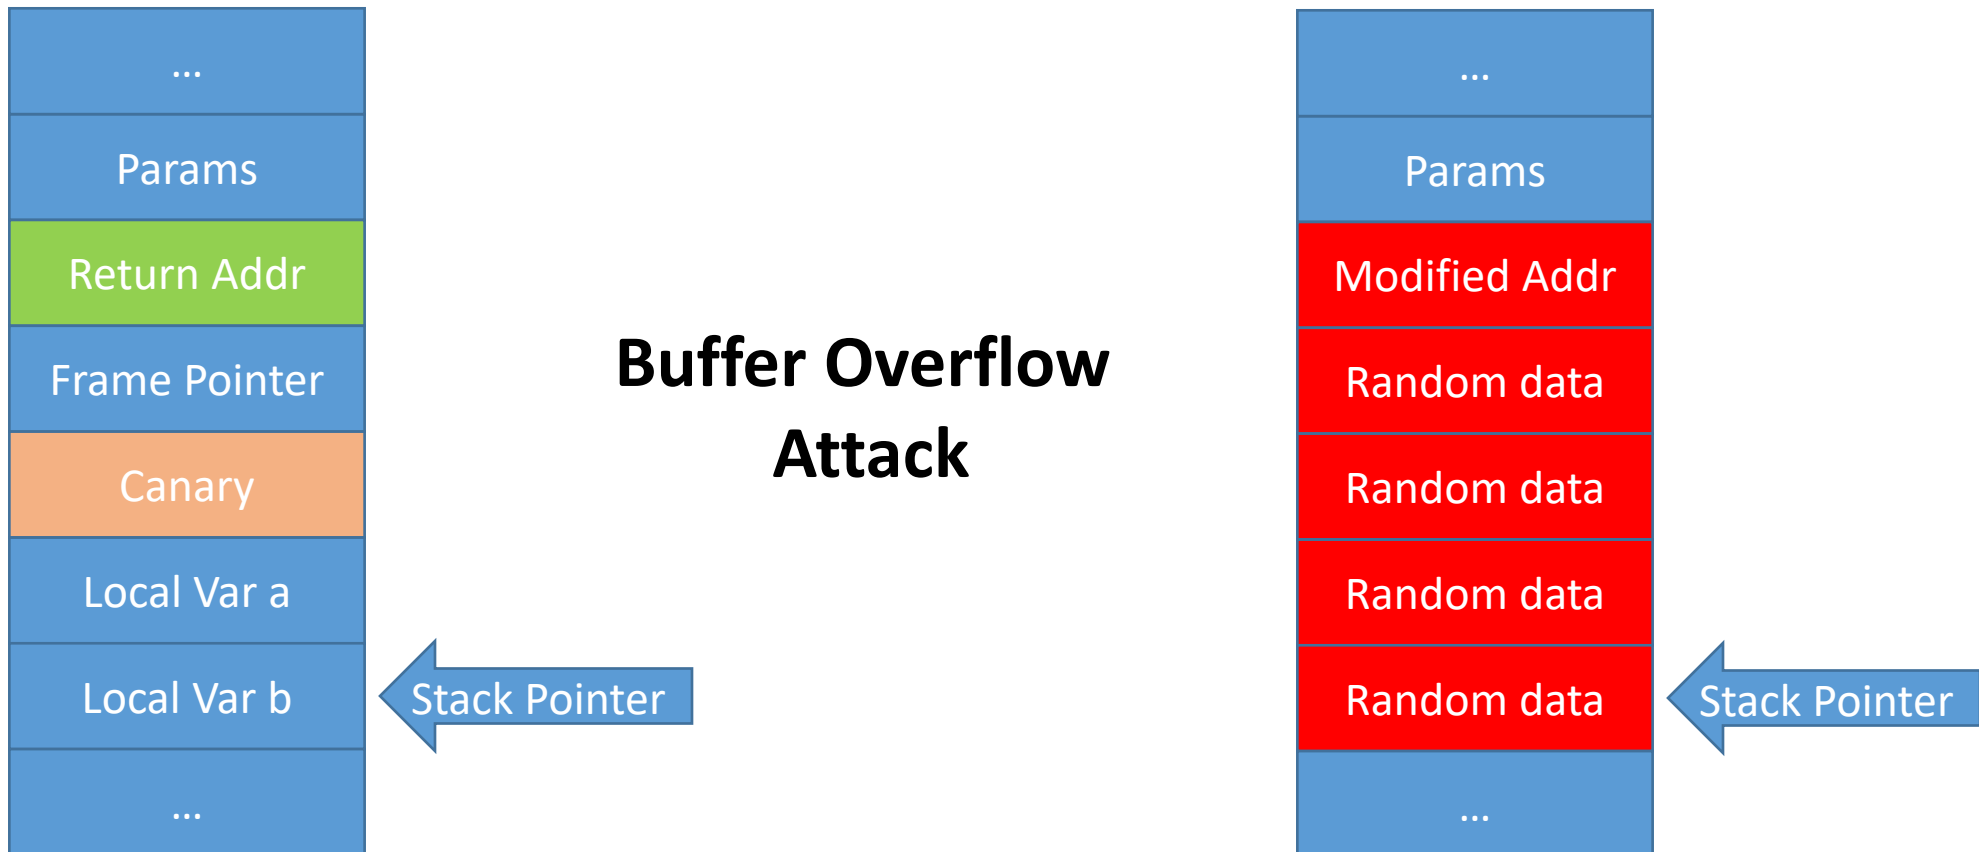 ...
Params
Return Addr
Frame Pointer
Canary
Local Var a
Local Var b
...
Stack Pointer
Buffer Overflow
Attack
...
Params
Modified Addr
Random data
Random data
Random data
Random data
...
Stack Pointer